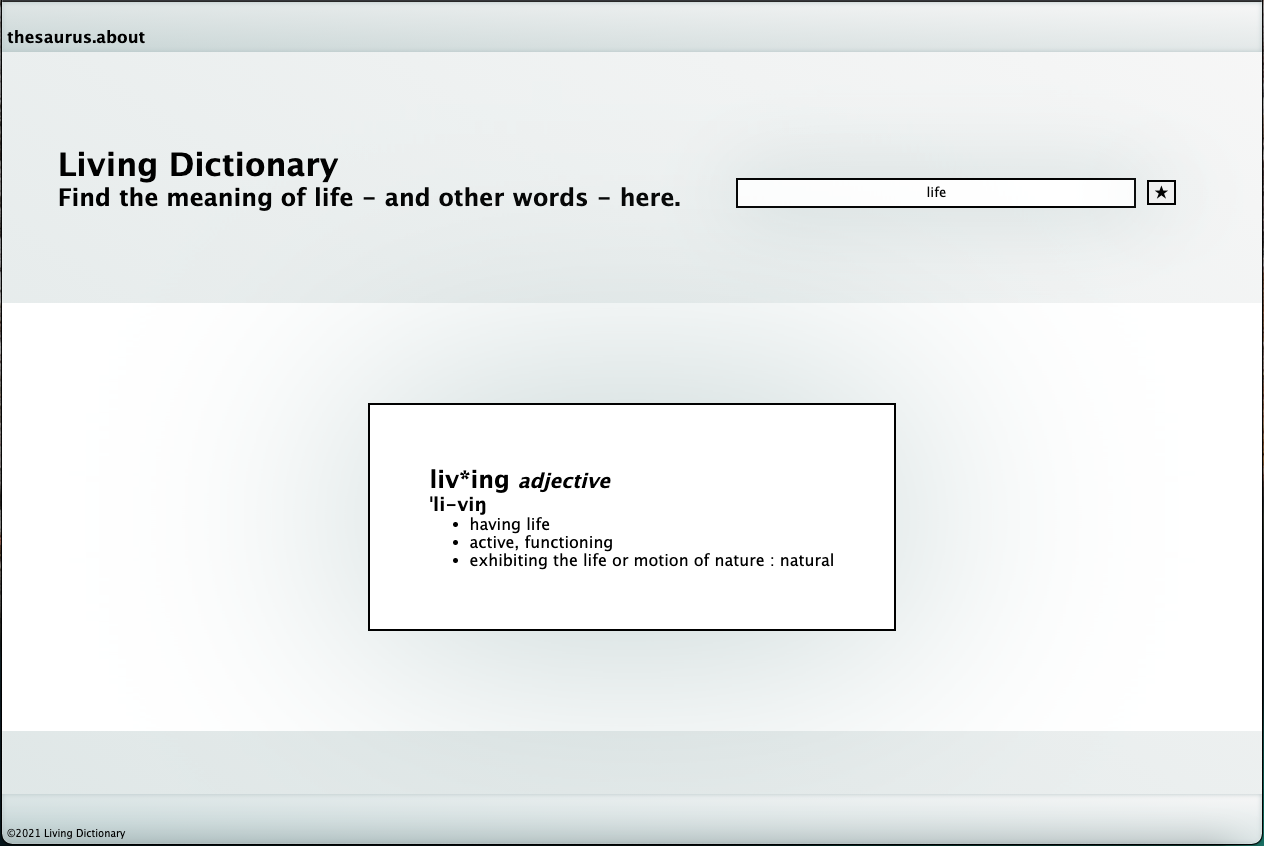 thesaurus.about
Living Dictionary
Find the meaning of life – and other words – here.
life
★
liv*ing adjective
ˈli–viŋ
• having life
• active, functioning
• exhibiting the life or motion of nature : natural
©2021 Living Dictionary